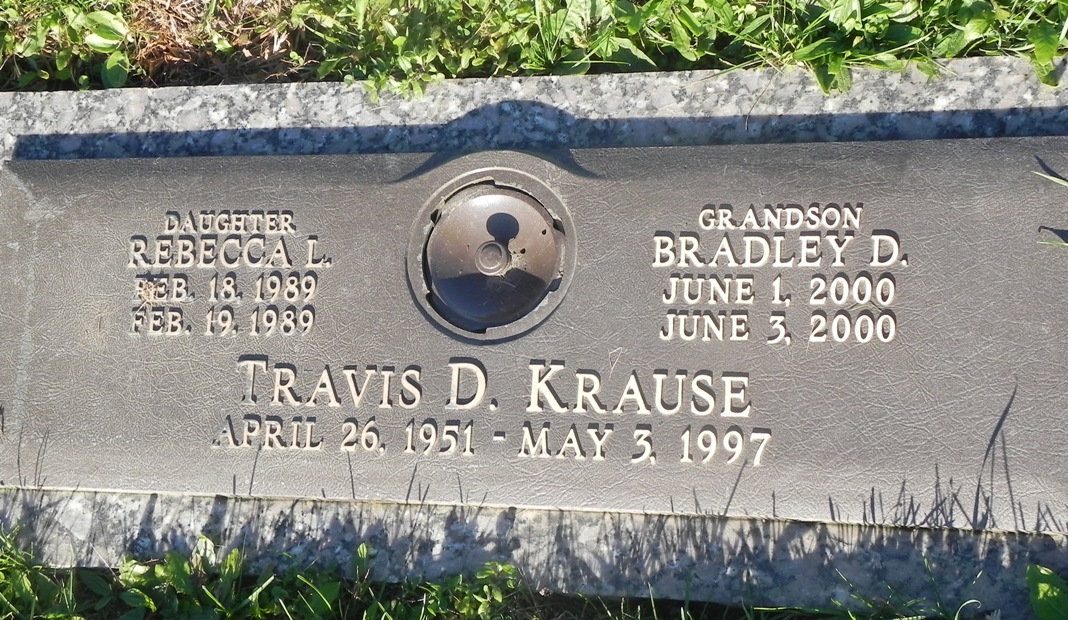 DAUGHTER
REBECCA L.
FEB. 18. 1989
FEB. 19, 1989
GRANDSON
BRADLEY D.
JUNE 1, 2000
JUNE 3, 2000
TRAVIS D. KRAUSE
APRIL 26, 1951 - MAY 3, 1997